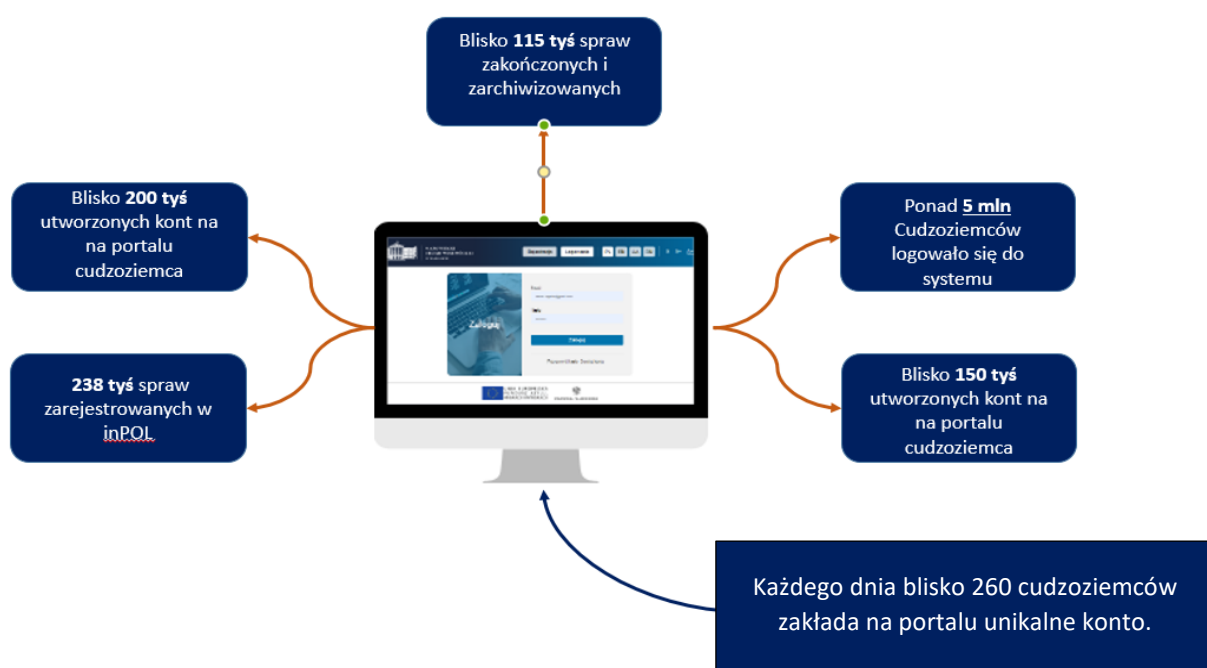 Blisko 115 tyś spraw
zakończonych i
zarchiwizowanych
Blisko 200 tyś
utworzonych kont na
na portalu
cudzoziemca
Ponad 5 mln
Cudzoziemców
logowało się do
systemu
Zaloguj
Zaloguj
238 tyś spraw
zarejestrowanych w
inPOL
Blisko 150 tyś
utworzonych kont na
na portalu
cudzoziemca
Każdego dnia blisko 260 cudzoziemców
zakłada na portalu unikalne konto.